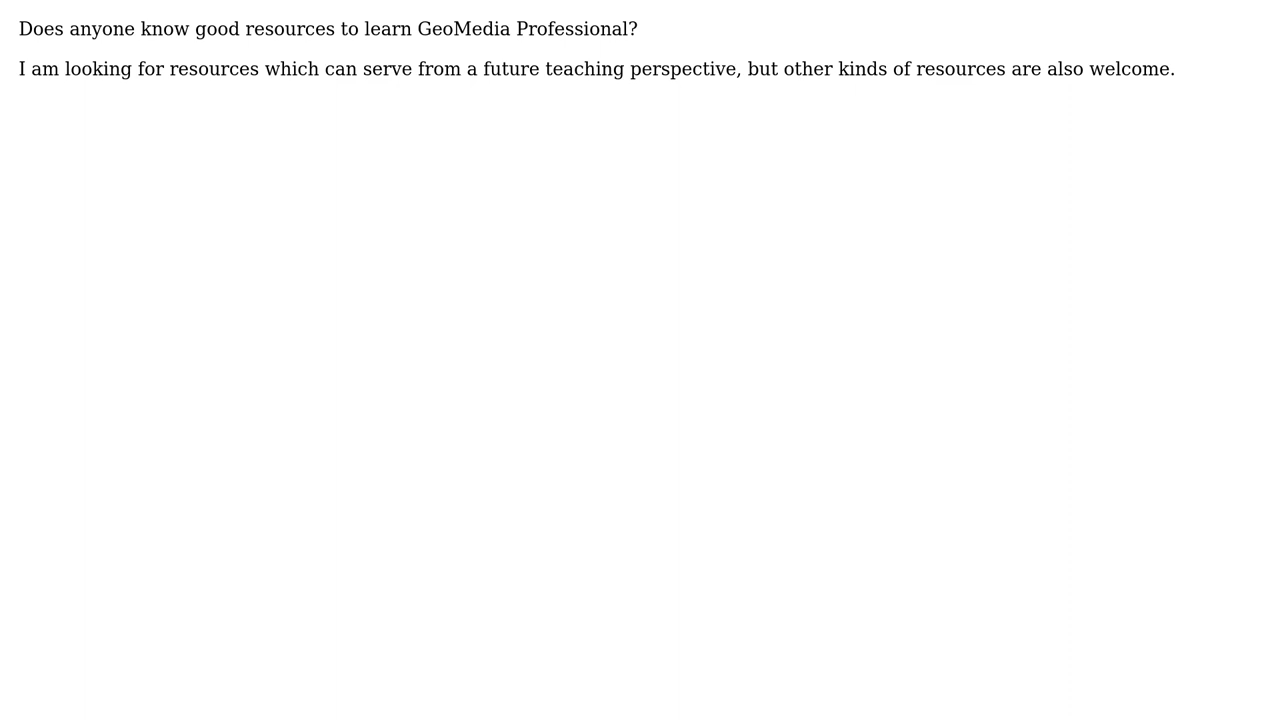 Does anyone know good resources to learn GeoMedia Professional?
I am looking for resources which can serve from a future teaching perspective, but other kinds of resources are also welcome.